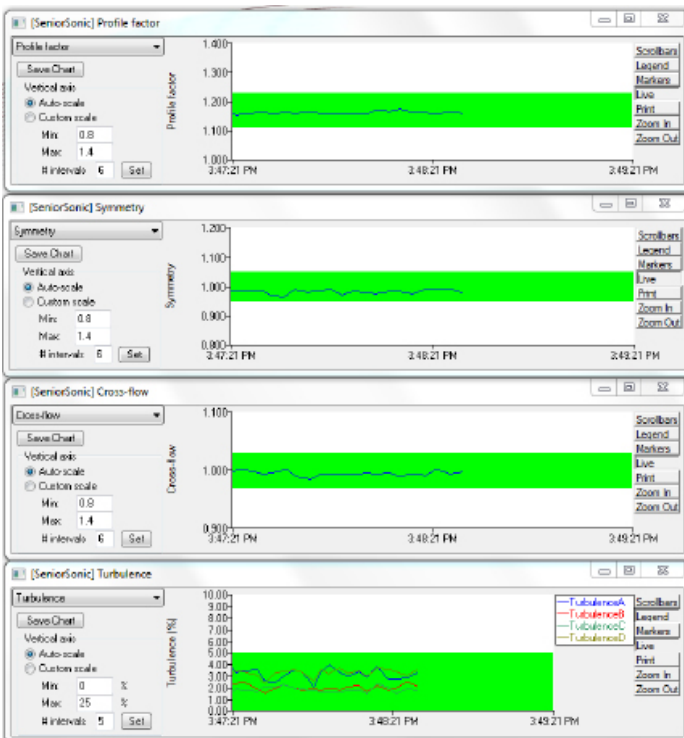 [SeniorSonic] Profile factor
Profile factor
Save Chart
Vertical axis
Auto-scale
Custom scale
Min: 0.8
Max: 1.4
# intervals 6 Set
Profile factor
1.400
1.300
1.200
1.100
1.000
3:47:21 PM 3:48:21 PM 3:49:21 PM
Scrollbars
Legend
Markers
Live
Print
Zoom In
Zoom Out
[SeniorSonic] Symmetry
Symmetry
Save Chart
Vertical axis
Auto-scale
Custom scale
Min: 0.8
Max: 1.4
# intervals 6 Set
Symmetry
1.200
1.100
1.000
0.900
0.800
3:47:21 PM 3:48:21 PM 3:49:21 PM
Scrollbars
Legend
Markers
Live
Print
Zoom In
Zoom Out
[SeniorSonic] Cross-flow
Cross-flow
Save Chart
Vertical axis
Auto-scale
Custom scale
Min: 0.8
Max: 1.4
# intervals 6 Set
Cross-flow
1.100
1.000
0.900
3:47:21 PM 3:48:21 PM 3:49:21 PM
Scrollbars
Legend
Markers
Live
Print
Zoom In
Zoom Out
[SeniorSonic] Turbulence
Turbulence
Save Chart
Vertical axis
Auto-scale
Custom scale
Min: 0 %
Max: 25 %
# intervals 5 Set
Turbulence (%)
10.00
9.00
8.00
7.00
6.00
5.00
4.00
3.00
2.00
1.00
0.00
3:47:21 PM 3:48:21 PM 3:49:21 PM
TurbulenceA
TurbulenceB
TurbulenceC
TurbulenceD
Scrollbars
Legend
Markers
Live
Print
Zoom In
Zoom Out